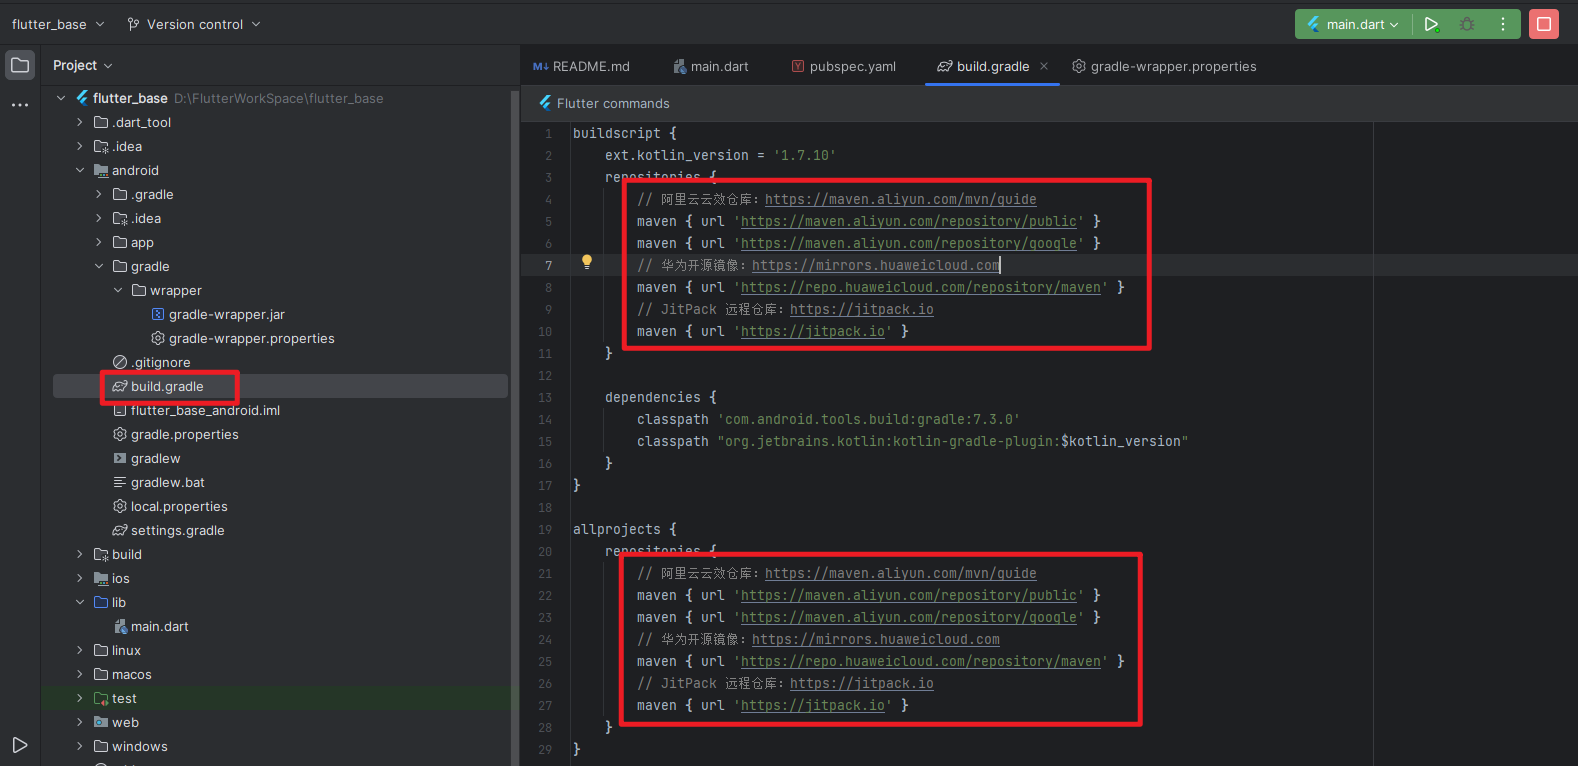 flutter_base
Version control
main.dart
Project
README.md
main.dart
pubspec.yaml
build.gradle
gradle-wrapper.properties
flutter_base D:\FlutterWorkSpace\flutter_base
.dart_tool
.idea
android
.gradle
.idea
app
gradle
wrapper
gradle-wrapper.jar
gradle-wrapper.properties
.gitignore
build.gradle
flutter_base_android.iml
gradle.properties
gradlew
gradlew.bat
local.properties
settings.gradle
build
ios
lib
main.dart
linux
macos
test
web
windows
Flutter commands
1 buildscript {
2 ext.kotlin_version = '1.7.10'
3 repositories {
4 // 阿里云云效仓库：https://maven.aliyun.com/mvn/guide
5 maven { url 'https://maven.aliyun.com/repository/public' }
6 maven { url 'https://maven.aliyun.com/repository/google' }
7 // 华为开源镜像：https://mirrors.huaweicloud.com
8 maven { url 'https://repo.huaweicloud.com/repository/maven' }
9 // JitPack 远程仓库：https://jitpack.io
10 maven { url 'https://jitpack.io' }
11 }
12
13 dependencies {
14 classpath 'com.android.tools.build:gradle:7.3.0'
15 classpath "org.jetbrains.kotlin:kotlin-gradle-plugin:$kotlin_version"
16 }
17 }
18
19 allprojects {
20 repositories {
21 // 阿里云云效仓库：https://maven.aliyun.com/mvn/guide
22 maven { url 'https://maven.aliyun.com/repository/public' }
23 maven { url 'https://maven.aliyun.com/repository/google' }
24 // 华为开源镜像：https://mirrors.huaweicloud.com
25 maven { url 'https://repo.huaweicloud.com/repository/maven' }
26 // JitPack 远程仓库：https://jitpack.io
27 maven { url 'https://jitpack.io' }
28 }
29 }